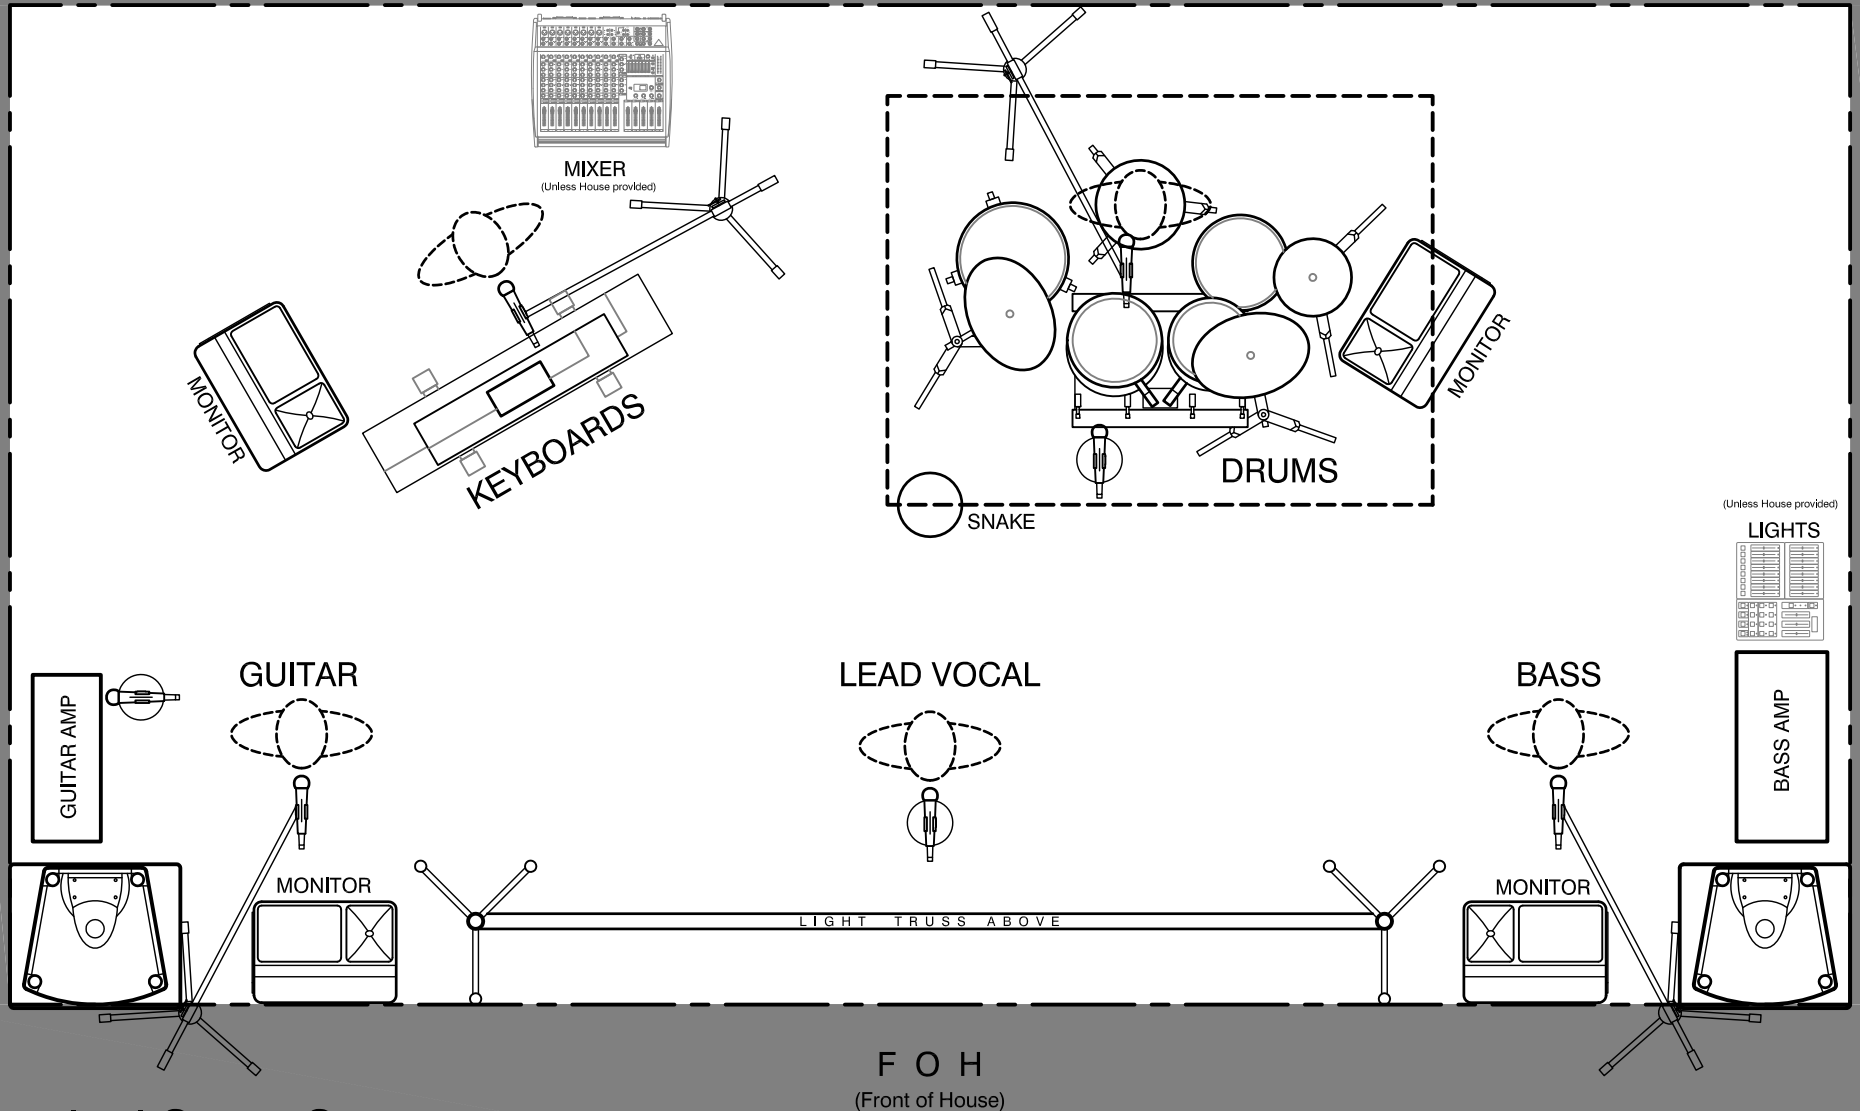 MIXER
(Unless House provided)
MONITOR
KEYBOARDS
MONITOR
DRUMS
SNAKE
(Unless House provided)
LIGHTS
GUITAR
LEAD VOCAL
BASS
GUITAR AMP
BASS AMP
MONITOR
MONITOR
LIGHT TRUSS ABOVE
F O H
(Front of House)